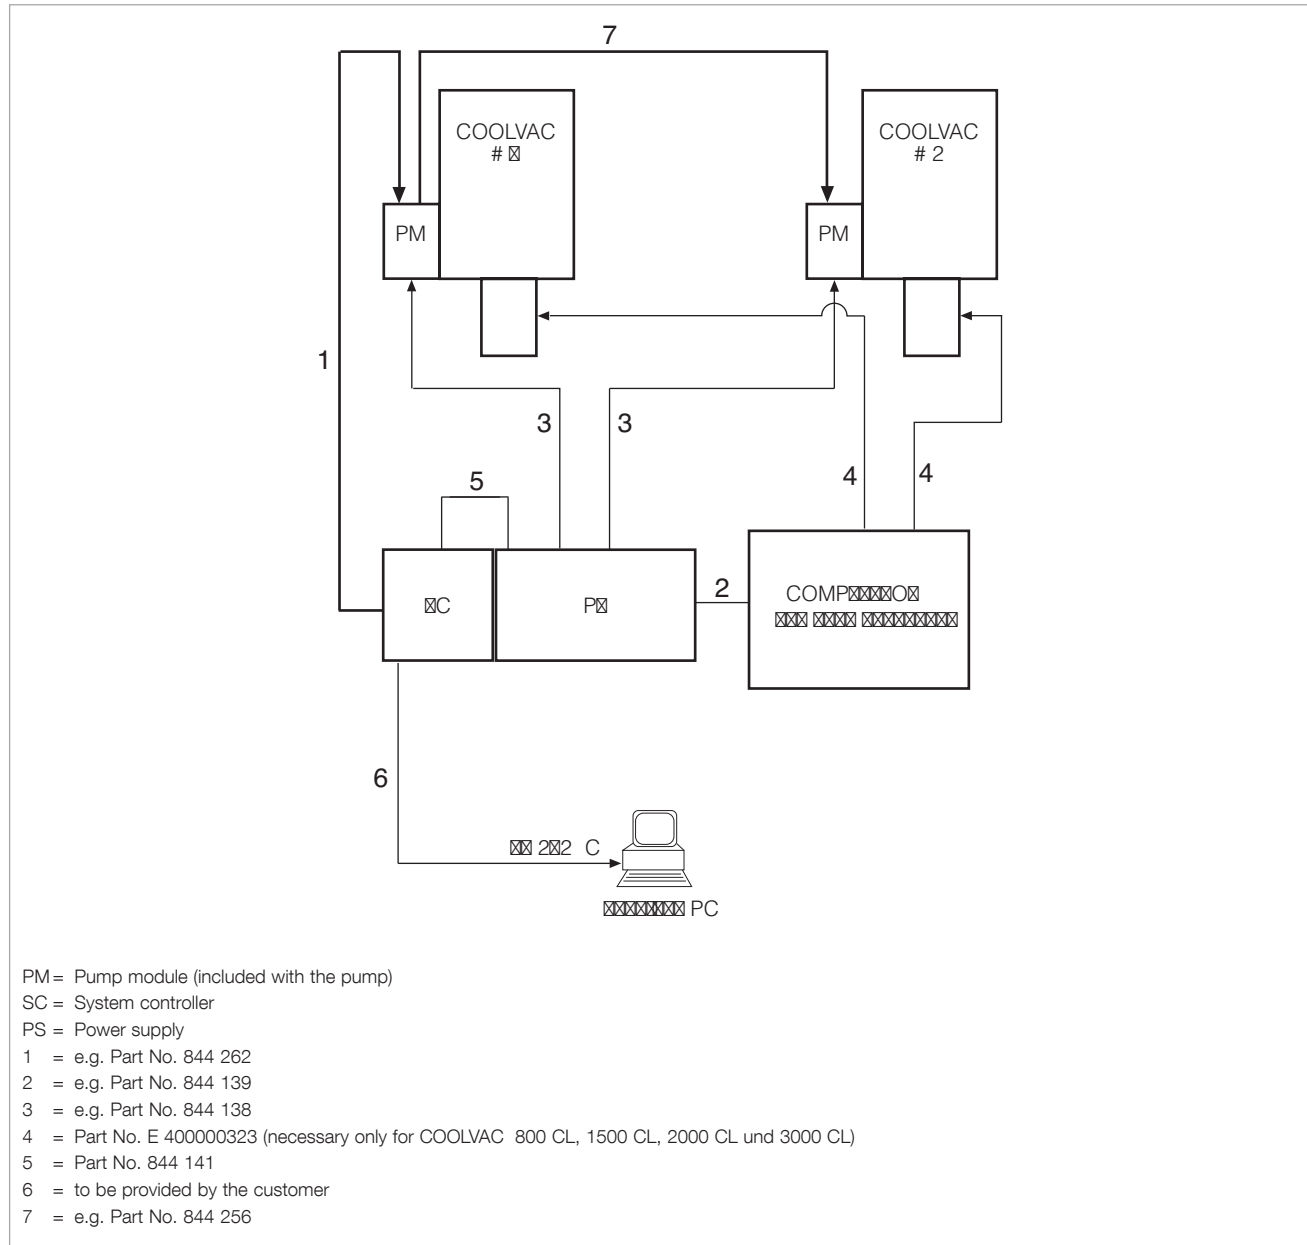 7
COOLVAC
#
COOLVAC
# 2
PM
PM
1
3
3
4
4
5
2
6
PC
PM = Pump module (included with the pump)
SC = System controller
PS = Power supply
1 = e.g. Part No. 844 262
2 = e.g. Part No. 844 139
3 = e.g. Part No. 844 138
4 = Part No. E 400000323 (necessary only for COOLVAC 800 CL, 1500 CL, 2000 CL und 3000 CL)
5 = Part No. 844 141
6 = to be provided by the customer
7 = e.g. Part No. 844 256